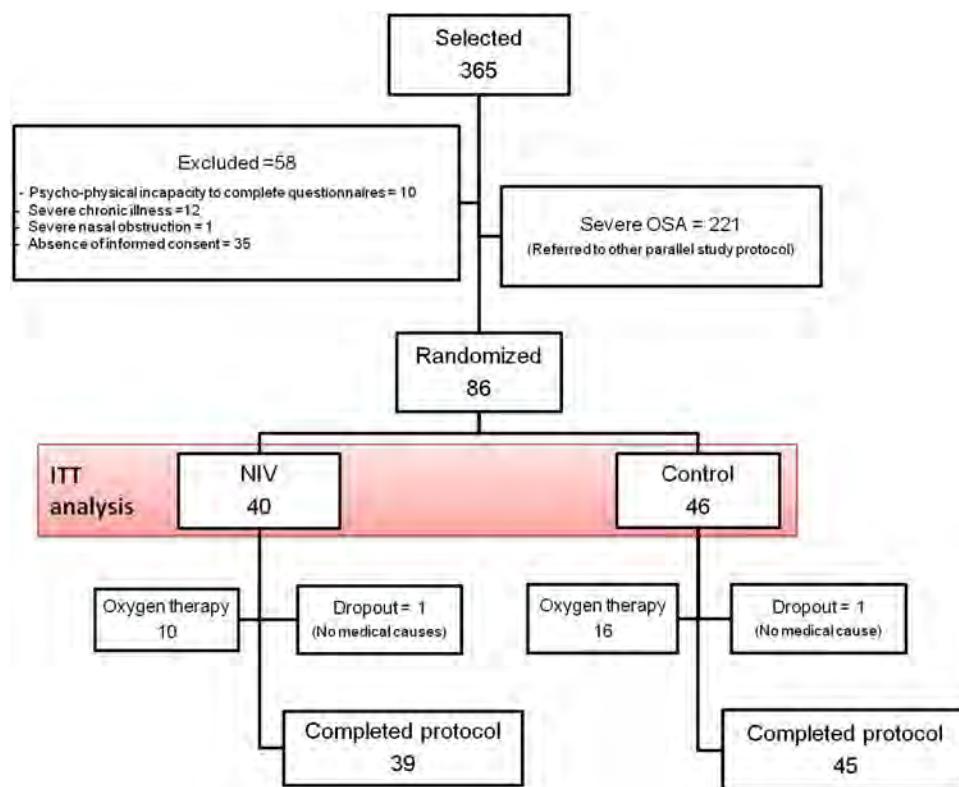 Selected
365
Excluded =58
- Psycho-physical incapacity to complete questionnaires = 10
- Severe chronic illness =12
- Severe nasal obstruction = 1
- Absence of informed consent = 35
Severe OSA = 221
(Referred to other parallel study protocol)
Randomized
86
ITT
analysis
NIV
40
Control
46
Oxygen therapy
10
Dropout = 1
(No medical causes)
Oxygen therapy
16
Dropout = 1
(No medical cause)
Completed protocol
39
Completed protocol
45